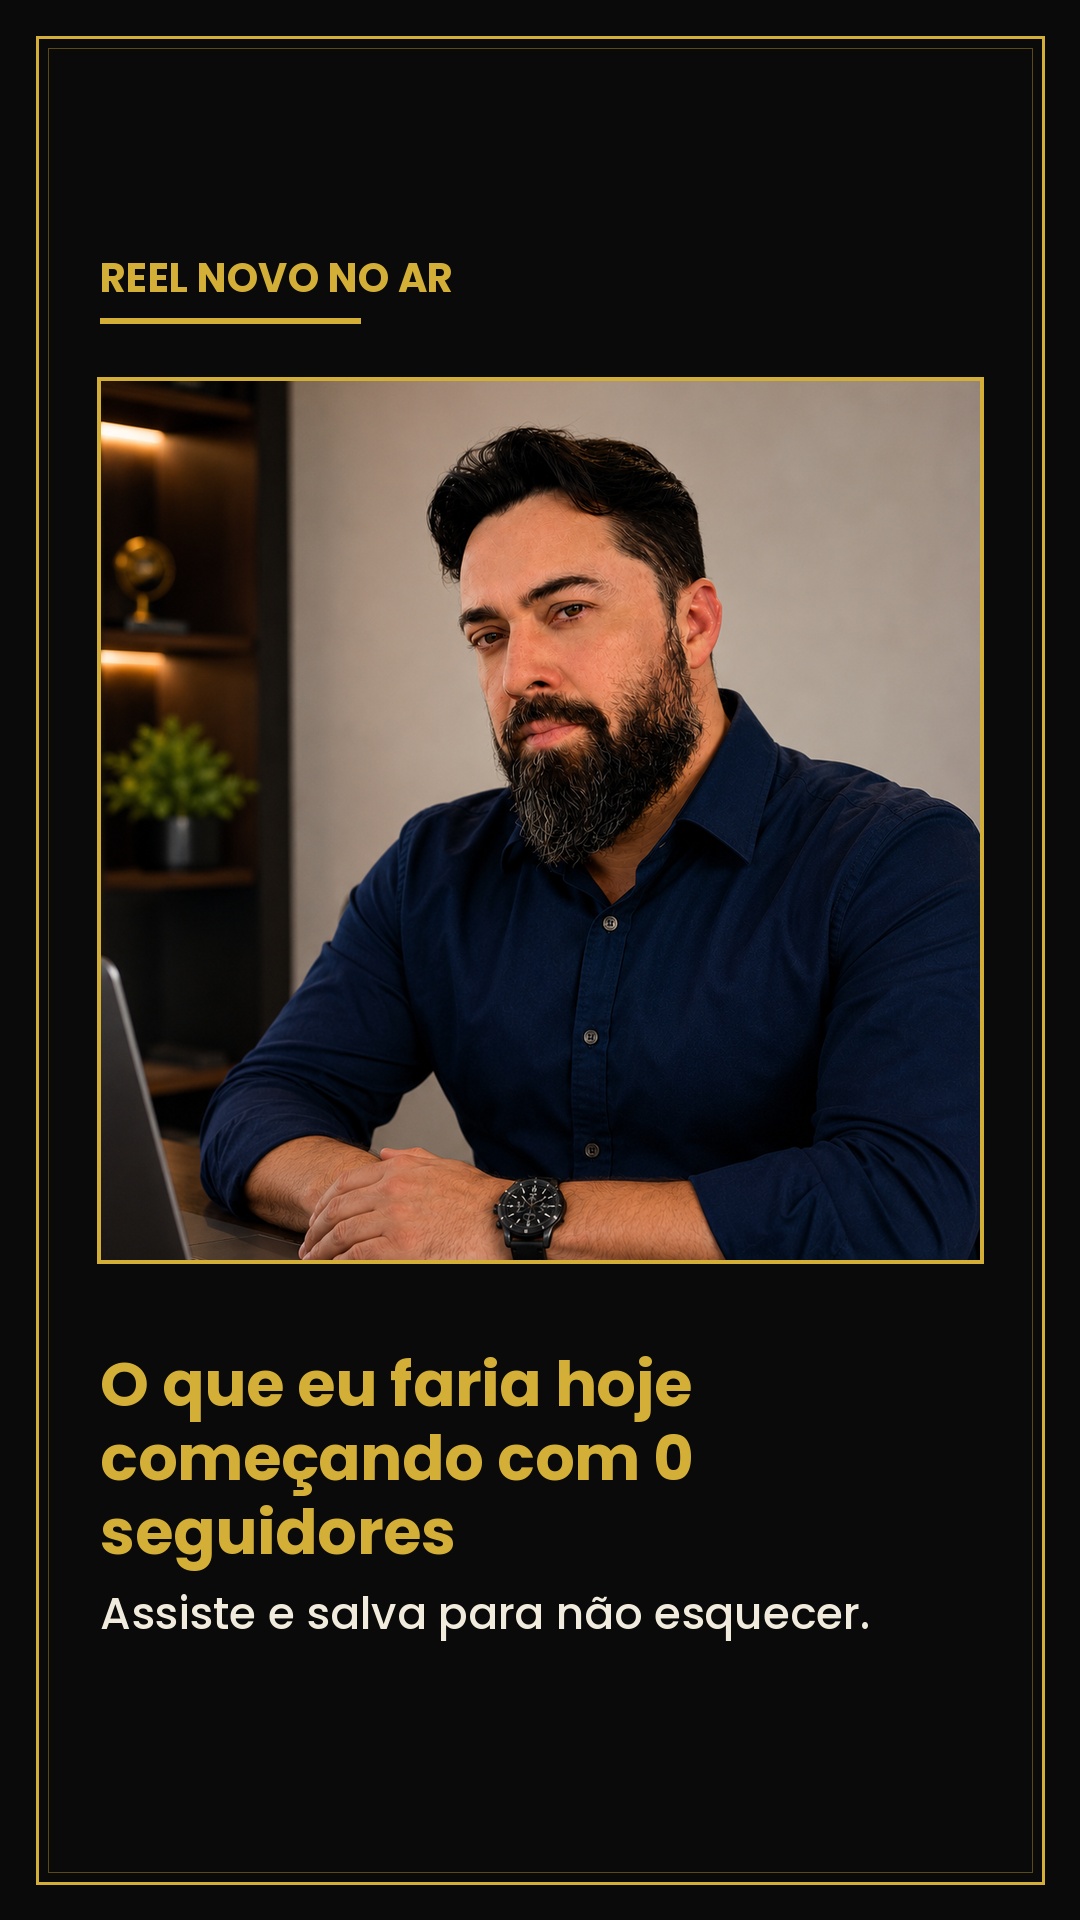 REEL NOVO NO AR
O que eu faria hoje
começando com 0
seguidores
Assiste e salva para não esquecer.